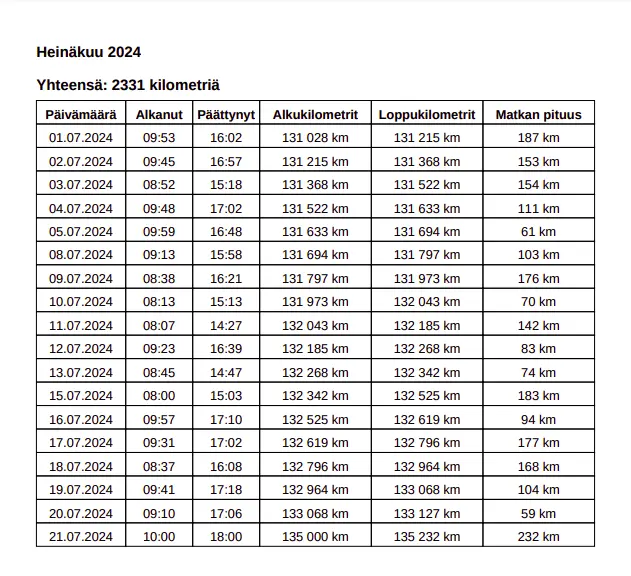 Heinäkuu 2024
Yhteensä: 2331 kilometriä
Päivämäärä Alkanut Päättynyt Alkukilometrit Loppukilometrit Matkan pituus
01.07.2024 09:53 16:02 131 028 km 131 215 km 187 km
02.07.2024 09:45 16:57 131 215 km 131 368 km 153 km
03.07.2024 08:52 15:18 131 368 km 131 522 km 154 km
04.07.2024 09:48 17:02 131 522 km 131 633 km 111 km
05.07.2024 09:59 16:48 131 633 km 131 694 km 61 km
08.07.2024 09:13 15:58 131 694 km 131 797 km 103 km
09.07.2024 08:38 16:21 131 797 km 131 973 km 176 km
10.07.2024 08:13 15:13 131 973 km 132 043 km 70 km
11.07.2024 08:07 14:27 132 043 km 132 185 km 142 km
12.07.2024 09:23 16:39 132 185 km 132 268 km 83 km
13.07.2024 08:45 14:47 132 268 km 132 342 km 74 km
15.07.2024 08:00 15:03 132 342 km 132 525 km 183 km
16.07.2024 09:57 17:10 132 525 km 132 619 km 94 km
17.07.2024 09:31 17:02 132 619 km 132 796 km 177 km
18.07.2024 08:37 16:08 132 796 km 132 964 km 168 km
19.07.2024 09:41 17:18 132 964 km 133 068 km 104 km
20.07.2024 09:10 17:06 133 068 km 133 127 km 59 km
21.07.2024 10:00 18:00 135 000 km 135 232 km 232 km